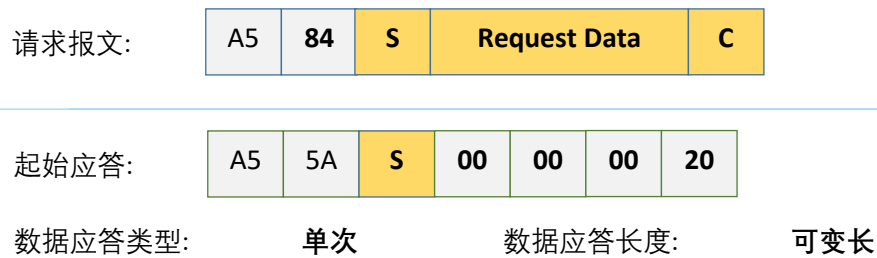 请求报文: A5 84 S Request Data C
起始应答: A5 5A S 00 00 00 20
数据应答类型: 单次 数据应答长度: 可变长